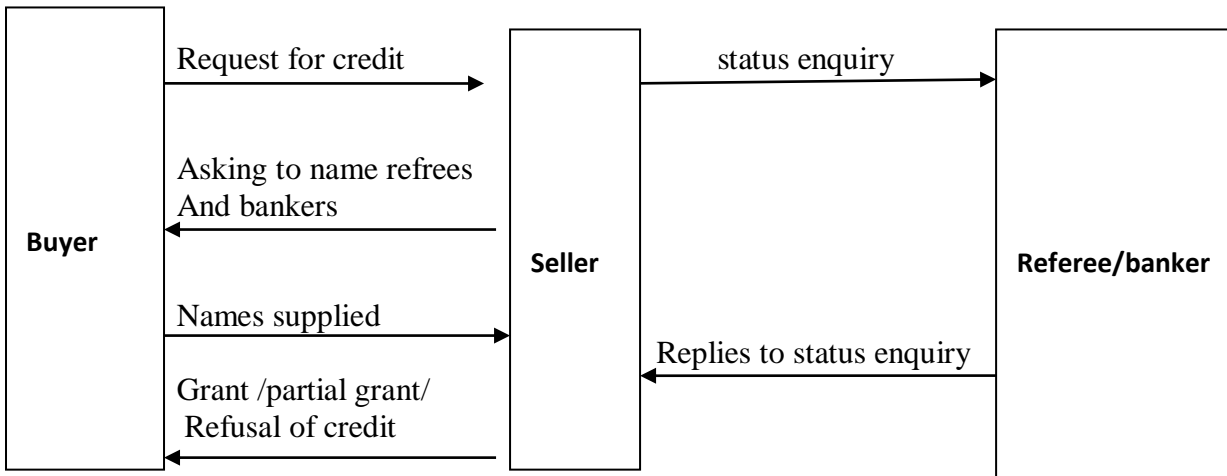 Request for credit
status enquiry
Asking to name refrees
And bankers
Buyer
Seller
Referee/banker
Names supplied
Replies to status enquiry
Grant /partial grant/
Refusal of credit